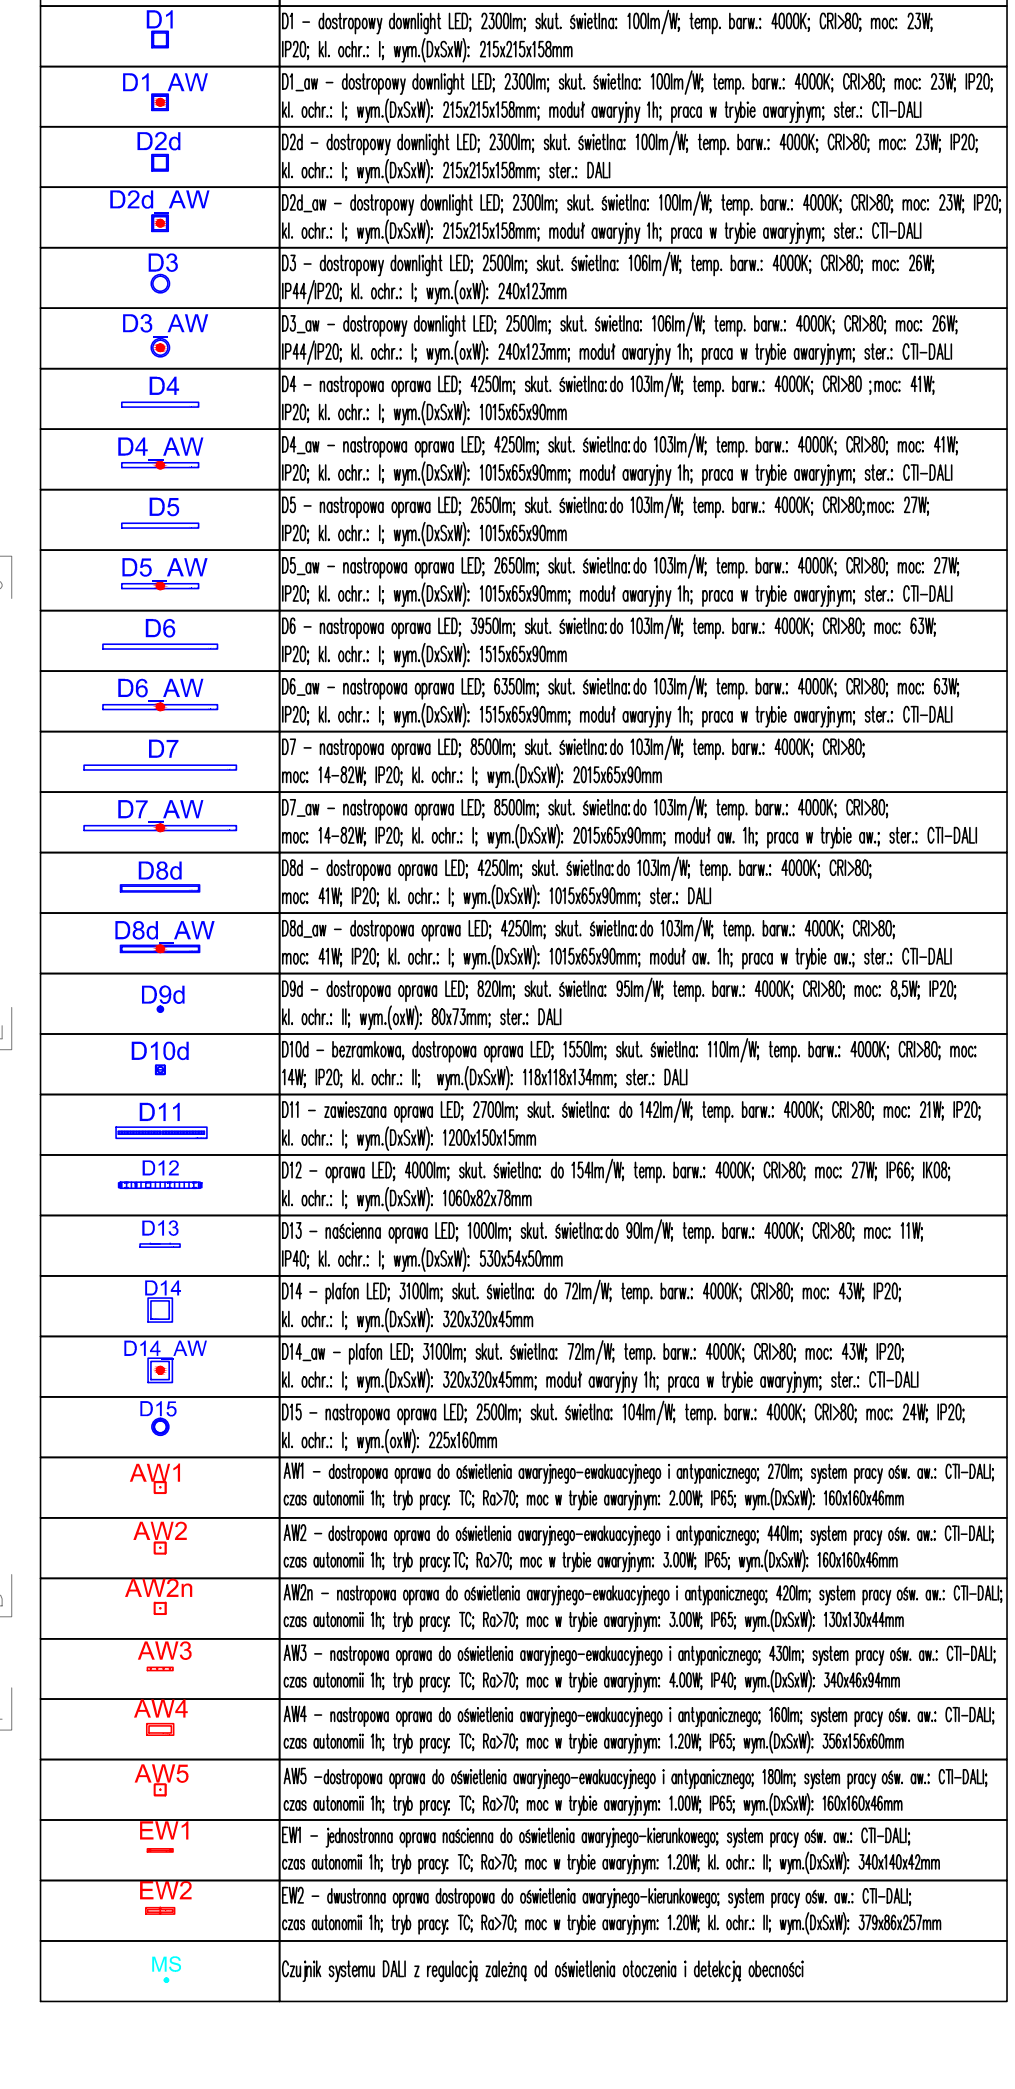 D1
D1 – dostropowy downlight LED; 2300lm; skut. świetlna: 100lm/W; temp. barw.: 4000K; CRI>80; moc: 23W;
IP20; kl. ochr.: I; wym.(DxSxW): 215x215x158mm
D1_AW
D1_aw – dostropowy downlight LED; 2300lm; skut. świetlna: 100lm/W; temp. barw.: 4000K; CRI>80; moc: 23W; IP20;
kl. ochr.: I; wym.(DxSxW): 215x215x158mm; moduł awaryjny 1h; praca w trybie awaryjnym; ster.: CTI-DALI
D2d
D2d – dostropowy downlight LED; 2300lm; skut. świetlna: 100lm/W; temp. barw.: 4000K; CRI>80; moc: 23W; IP20;
kl. ochr.: I; wym.(DxSxW): 215x215x158mm; ster.: DALI
D2d_AW
D2d_aw – dostropowy downlight LED; 2300lm; skut. świetlna: 100lm/W; temp. barw.: 4000K; CRI>80; moc: 23W; IP20;
kl. ochr.: I; wym.(DxSxW): 215x215x158mm; moduł awaryjny 1h; praca w trybie awaryjnym; ster.: CTI-DALI
D3
D3 – dostropowy downlight LED; 2500lm; skut. świetlna: 106lm/W; temp. barw.: 4000K; CRI>80; moc: 26W;
IP44/IP20; kl. ochr.: I; wym.(oxW): 240x123mm
D3_AW
D3_aw – dostropowy downlight LED; 2500lm; skut. świetlna: 106lm/W; temp. barw.: 4000K; CRI>80; moc: 26W;
IP44/IP20; kl. ochr.: I; wym.(oxW): 240x123mm; moduł awaryjny 1h; praca w trybie awaryjnym; ster.: CTI-DALI
D4
D4 – nastropowa oprawa LED; 4250lm; skut. świetlna:do 103lm/W; temp. barw.: 4000K; CRI>80 ;moc: 41W;
IP20; kl. ochr.: I; wym.(DxSxW): 1015x65x90mm
D4_AW
D4_aw – nastropowa oprawa LED; 4250lm; skut. świetlna:do 103lm/W; temp. barw.: 4000K; CRI>80; moc: 41W;
IP20; kl. ochr.: I; wym.(DxSxW): 1015x65x90mm; moduł awaryjny 1h; praca w trybie awaryjnym; ster.: CTI-DALI
D5
D5 – nastropowa oprawa LED; 2650lm; skut. świetlna:do 103lm/W; temp. barw.: 4000K; CRI>80;moc: 27W;
IP20; kl. ochr.: I; wym.(DxSxW): 1015x65x90mm
D5_AW
D5_aw – nastropowa oprawa LED; 2650lm; skut. świetlna:do 103lm/W; temp. barw.: 4000K; CRI>80; moc: 27W;
IP20; kl. ochr.: I; wym.(DxSxW): 1015x65x90mm; moduł awaryjny 1h; praca w trybie awaryjnym; ster.: CTI-DALI
D6
D6 – nastropowa oprawa LED; 3950lm; skut. świetlna:do 103lm/W; temp. barw.: 4000K; CRI>80; moc: 63W;
IP20; kl. ochr.: I; wym.(DxSxW): 1515x65x90mm
D6_AW
D6_aw – nastropowa oprawa LED; 6350lm; skut. świetlna:do 103lm/W; temp. barw.: 4000K; CRI>80; moc: 63W;
IP20; kl. ochr.: I; wym.(DxSxW): 1515x65x90mm; moduł awaryjny 1h; praca w trybie awaryjnym; ster.: CTI-DALI
D7
D7 – nastropowa oprawa LED; 8500lm; skut. świetlna:do 103lm/W; temp. barw.: 4000K; CRI>80;
moc: 14-82W; IP20; kl. ochr.: I; wym.(DxSxW): 2015x65x90mm
D7_AW
D7_aw – nastropowa oprawa LED; 8500lm; skut. świetlna:do 103lm/W; temp. barw.: 4000K; CRI>80;
moc: 14-82W; IP20; kl. ochr.: I; wym.(DxSxW): 2015x65x90mm; moduł aw. 1h; praca w trybie aw.; ster.: CTI-DALI
D8d
D8d – dostropowa oprawa LED; 4250lm; skut. świetlna:do 103lm/W; temp. barw.: 4000K; CRI>80;
moc: 41W; IP20; kl. ochr.: I; wym.(DxSxW): 1015x65x90mm; ster.: DALI
D8d_AW
D8d_aw – dostropowa oprawa LED; 4250lm; skut. świetlna:do 103lm/W; temp. barw.: 4000K; CRI>80;
moc: 41W; IP20; kl. ochr.: I; wym.(DxSxW): 1015x65x90mm; moduł aw. 1h; praca w trybie aw.; ster.: CTI-DALI
D9d
D9d – dostropowa oprawa LED; 820lm; skut. świetlna: 95lm/W; temp. barw.: 4000K; CRI>80; moc: 8,5W; IP20;
kl. ochr.: II; wym.(oxW): 80x73mm; ster.: DALI
D10d
D10d – bezramkowa, dostropowa oprawa LED; 1550lm; skut. świetlna: 110lm/W; temp. barw.: 4000K; CRI>80; moc:
14W; IP20; kl. ochr.: II; wym.(DxSxW): 118x118x134mm; ster.: DALI
D11
D11 – zawieszana oprawa LED; 2700lm; skut. świetlna: do 142lm/W; temp. barw.: 4000K; CRI>80; moc: 21W; IP20;
kl. ochr.: I; wym.(DxSxW): 1200x150x15mm
D12
D12 – oprawa LED; 4000lm; skut. świetlna: do 154lm/W; temp. barw.: 4000K; CRI>80; moc: 27W; IP66; IK08;
kl. ochr.: I; wym.(DxSxW): 1060x82x78mm
D13
D13 – naścienna oprawa LED; 1000lm; skut. świetlna:do 90lm/W; temp. barw.: 4000K; CRI>80; moc: 11W;
IP40; kl. ochr.: I; wym.(DxSxW): 530x54x50mm
D14
D14 – plafon LED; 3100lm; skut. świetlna: do 72lm/W; temp. barw.: 4000K; CRI>80; moc: 43W; IP20;
kl. ochr.: I; wym.(DxSxW): 320x320x45mm
D14_AW
D14_aw – plafon LED; 3100lm; skut. świetlna: 72lm/W; temp. barw.: 4000K; CRI>80; moc: 43W; IP20;
kl. ochr.: I; wym.(DxSxW): 320x320x45mm; moduł awaryjny 1h; praca w trybie awaryjnym; ster.: CTI-DALI
D15
D15 – nastropowa oprawa LED; 2500lm; skut. świetlna: 104lm/W; temp. barw.: 4000K; CRI>80; moc: 24W; IP20;
kl. ochr.: I; wym.(oxW): 225x160mm
AW1
AW1 – dostropowa oprawa do oświetlenia awaryjnego-ewakuacyjnego i antypanicznego; 270lm; system pracy ośw. aw.: CTI-DALI;
czas autonomii 1h; tryb pracy: TC; Ra>70; moc w trybie awaryjnym: 2.00W; IP65; wym.(DxSxW): 160x160x46mm
AW2
AW2 – dostropowa oprawa do oświetlenia awaryjnego-ewakuacyjnego i antypanicznego; 440lm; system pracy ośw. aw.: CTI-DALI;
czas autonomii 1h; tryb pracy:TC; Ra>70; moc w trybie awaryjnym: 3.00W; IP65; wym.(DxSxW): 160x160x46mm
AW2n
AW2n – nastropowa oprawa do oświetlenia awaryjnego-ewakuacyjnego i antypanicznego; 420lm; system pracy ośw. aw.: CTI-DALI;
czas autonomii 1h; tryb pracy: TC; Ra>70; moc w trybie awaryjnym: 3.00W; IP65; wym.(DxSxW): 130x130x44mm
AW3
AW3 – nastropowa oprawa do oświetlenia awaryjnego-ewakuacyjnego i antypanicznego; 430lm; system pracy ośw. aw.: CTI-DALI;
czas autonomii 1h; tryb pracy: TC; Ra>70; moc w trybie awaryjnym: 4.00W; IP40; wym.(DxSxW): 340x46x94mm
AW4
AW4 – nastropowa oprawa do oświetlenia awaryjnego-ewakuacyjnego i antypanicznego; 160lm; system pracy ośw. aw.: CTI-DALI;
czas autonomii 1h; tryb pracy: TC; Ra>70; moc w trybie awaryjnym: 1.20W; IP65; wym.(DxSxW): 356x156x60mm
AW5
AW5 –dostropowa oprawa do oświetlenia awaryjnego-ewakuacyjnego i antypanicznego; 180lm; system pracy ośw. aw.: CTI-DALI;
czas autonomii 1h; tryb pracy: TC; Ra>70; moc w trybie awaryjnym: 1.00W; IP65; wym.(DxSxW): 160x160x46mm
EW1
EW1 – jednostronna oprawa naścienna do oświetlenia awaryjnego-kierunkowego; system pracy ośw. aw.: CTI-DALI;
czas autonomii 1h; tryb pracy: TC; Ra>70; moc w trybie awaryjnym: 1.20W; kl. ochr.: II; wym.(DxSxW): 340x140x42mm
EW2
EW2 – dwustronna oprawa dostropowa do oświetlenia awaryjnego-kierunkowego; system pracy ośw. aw.: CTI-DALI;
czas autonomii 1h; tryb pracy: TC; Ra>70; moc w trybie awaryjnym: 1.20W; kl. ochr.: II; wym.(DxSxW): 379x86x257mm
MS
Czujnik systemu DALI z regulacją zależną od oświetlenia otoczenia i detekcją obecności